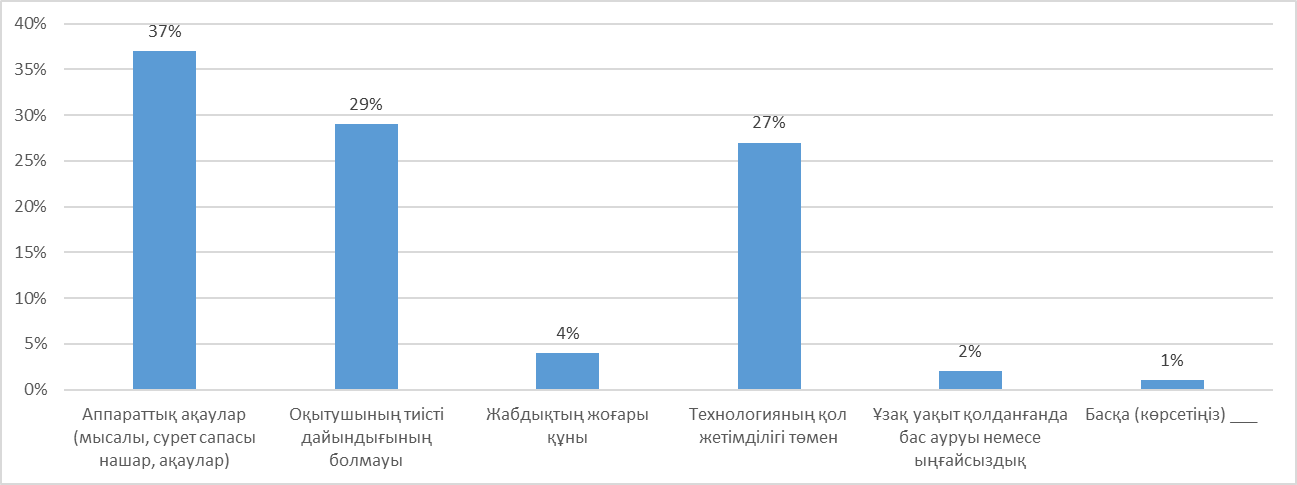 40%
37%
35%
30%
29%
27%
25%
20%
15%
10%
5%
4%
2%
1%
0%
Аппараттық ақаулар
(мысалы, сурет сапасы
нашар, ақаулар)
Оқытушының тиісті
дайындығының
болмауы
Жабдықтың жоғары
құны
Технологияның қол
жетімділігі төмен
Ұзақ уақыт қолданғанда
бас ауруы немесе
ыңғайсыздық
Басқа (көрсетіңіз) ___